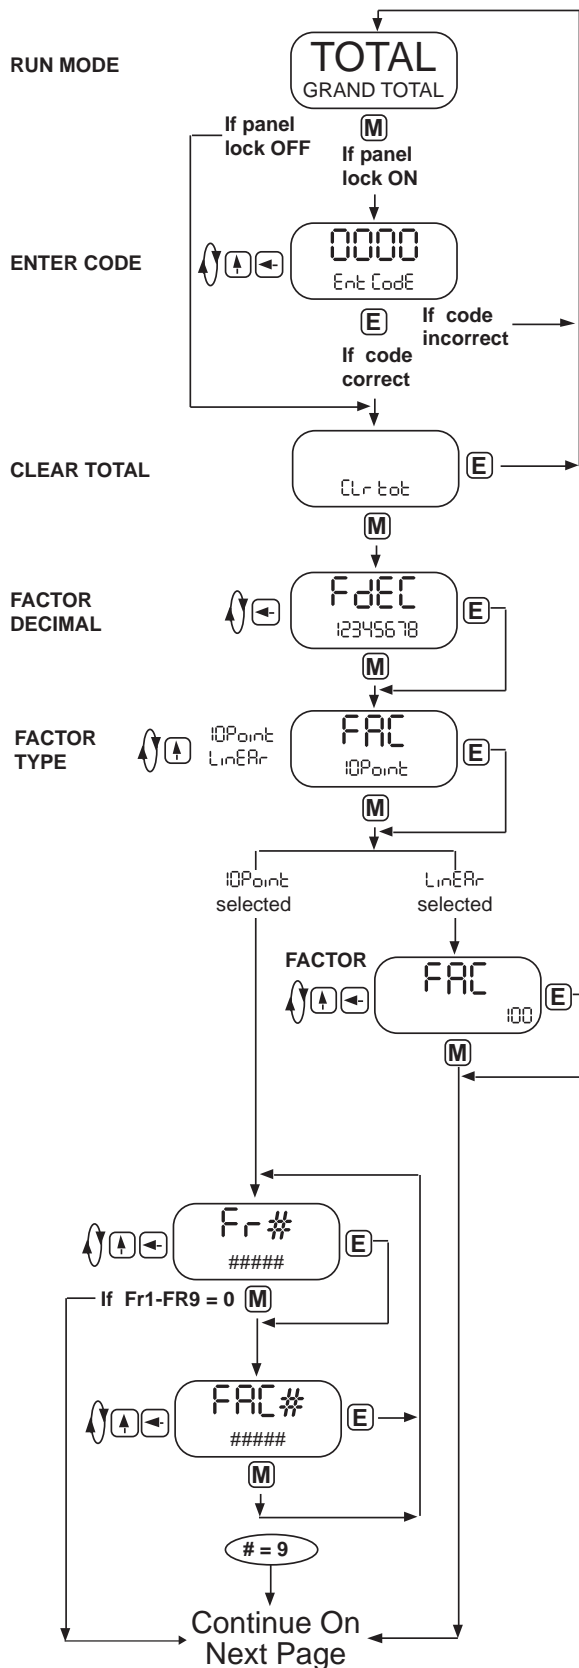 RUN MODE
TOTAL
GRAND TOTAL
If panel
lock OFF
M
If panel
lock ON
ENTER CODE
0000
Ent CodE
E
If code
incorrect
If code
correct
CLEAR TOTAL
CLr tot
E
M
FACTOR
DECIMAL
FdEC
12345678
E
M
FACTOR
TYPE
10Point
LinEAr
FAC
10Point
E
M
10Point
selected
LinEAr
selected
FACTOR
FAC
100
E
M
Fr#
#####
E
If Fr1-FR9 = 0
M
FAC#
#####
E
M
# = 9
Continue On
Next Page